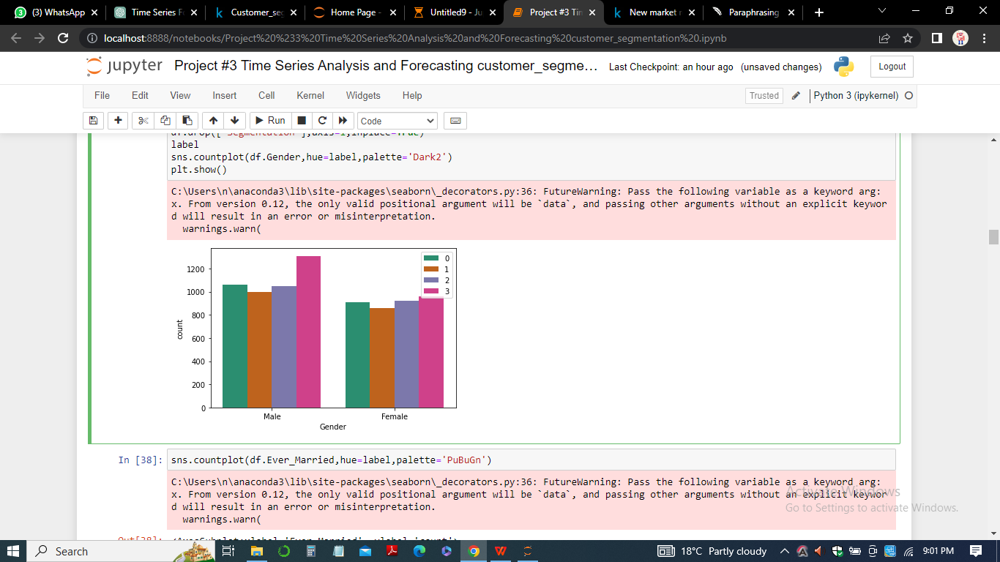 (3) WhatsApp
Time Series F
Customer_seg
Home Page -
Untitled9 - Ju
Project #3 Tim
New market r
Paraphrasing
localhost:8888/notebooks/Project%20%233%20Time%20Series%20Analysis%20and%20Forecasting%20customer_segmentation%20.ipynb
jupyter Project #3 Time Series Analysis and Forecasting customer_segme... Last Checkpoint: an hour ago (unsaved changes) Logout
File Edit View Insert Cell Kernel Widgets Help Trusted Python 3 (ipykernel)
Run Code
df.drop(['Segmentation'],axis=1,inplace=True)
label
sns.countplot(df.Gender,hue=label,palette='Dark2')
plt.show()
C:\Users\n\anaconda3\lib\site-packages\seaborn\_decorators.py:36: FutureWarning: Pass the following variable as a keyword arg:
x. From version 0.12, the only valid positional argument will be `data`, and passing other arguments without an explicit keywor
d will result in an error or misinterpretation.
warnings.warn(
0
1
2
3
1200
1000
800
600
400
200
0
count
Male Female
Gender
In [38]: sns.countplot(df.Ever_Married,hue=label,palette='PuBuGn')
C:\Users\n\anaconda3\lib\site-packages\seaborn\_decorators.py:36: FutureWarning: Pass the following variable as a keyword arg:
x. From version 0.12, the only valid positional argument will be `data`, and passing other arguments without an explicit keywor
d will result in an error or misinterpretation.
warnings.warn(
Activate Windows
Go to Settings to activate Windows.
Search
18°C Partly cloudy
9:01 PM